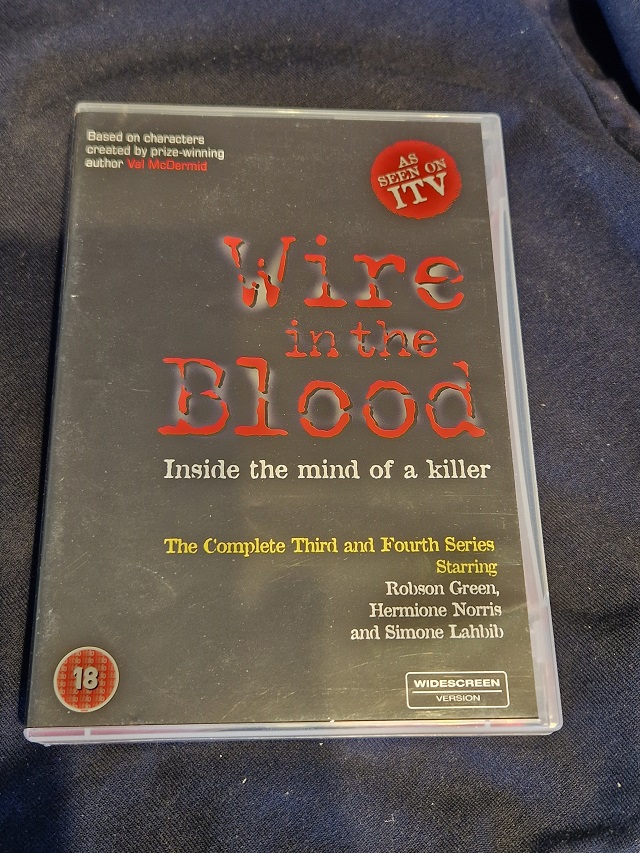 Based on characters
created by prize-winning
author Val McDermid
AS
SEEN ON
ITV
Wire
in the
Blood
Inside the mind of a killer
The Complete Third and Fourth Series
Starring
Robson Green,
Hermione Norris
and Simone Lahbib
18
WIDESCREEN
VERSION